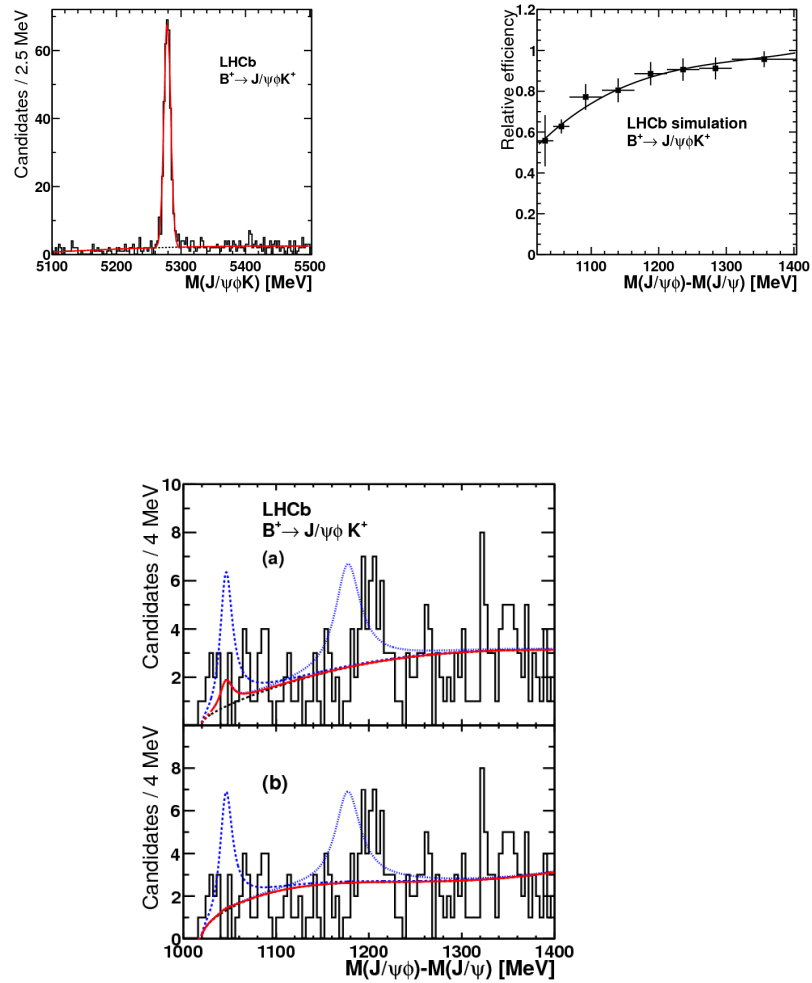 Candidates / 2.5 MeV
60
40
20
0
LHCb
B⁺→ J/ψϕK⁺
5100 5200 5300 5400 5500
M(J/ψϕK) [MeV]
Relative efficiency
1.2
1
0.8
0.6
0.4
0.2
0
LHCb simulation
B⁺→ J/ψϕK⁺
1100 1200 1300 1400
M(J/ψϕ)-M(J/ψ) [MeV]
Candidates / 4 MeV
10
8
6
4
2
LHCb
B⁺→ J/ψϕ K⁺
(a)
Candidates / 4 MeV
8
6
4
2
0
(b)
1000 1100 1200 1300 1400
M(J/ψϕ)-M(J/ψ) [MeV]